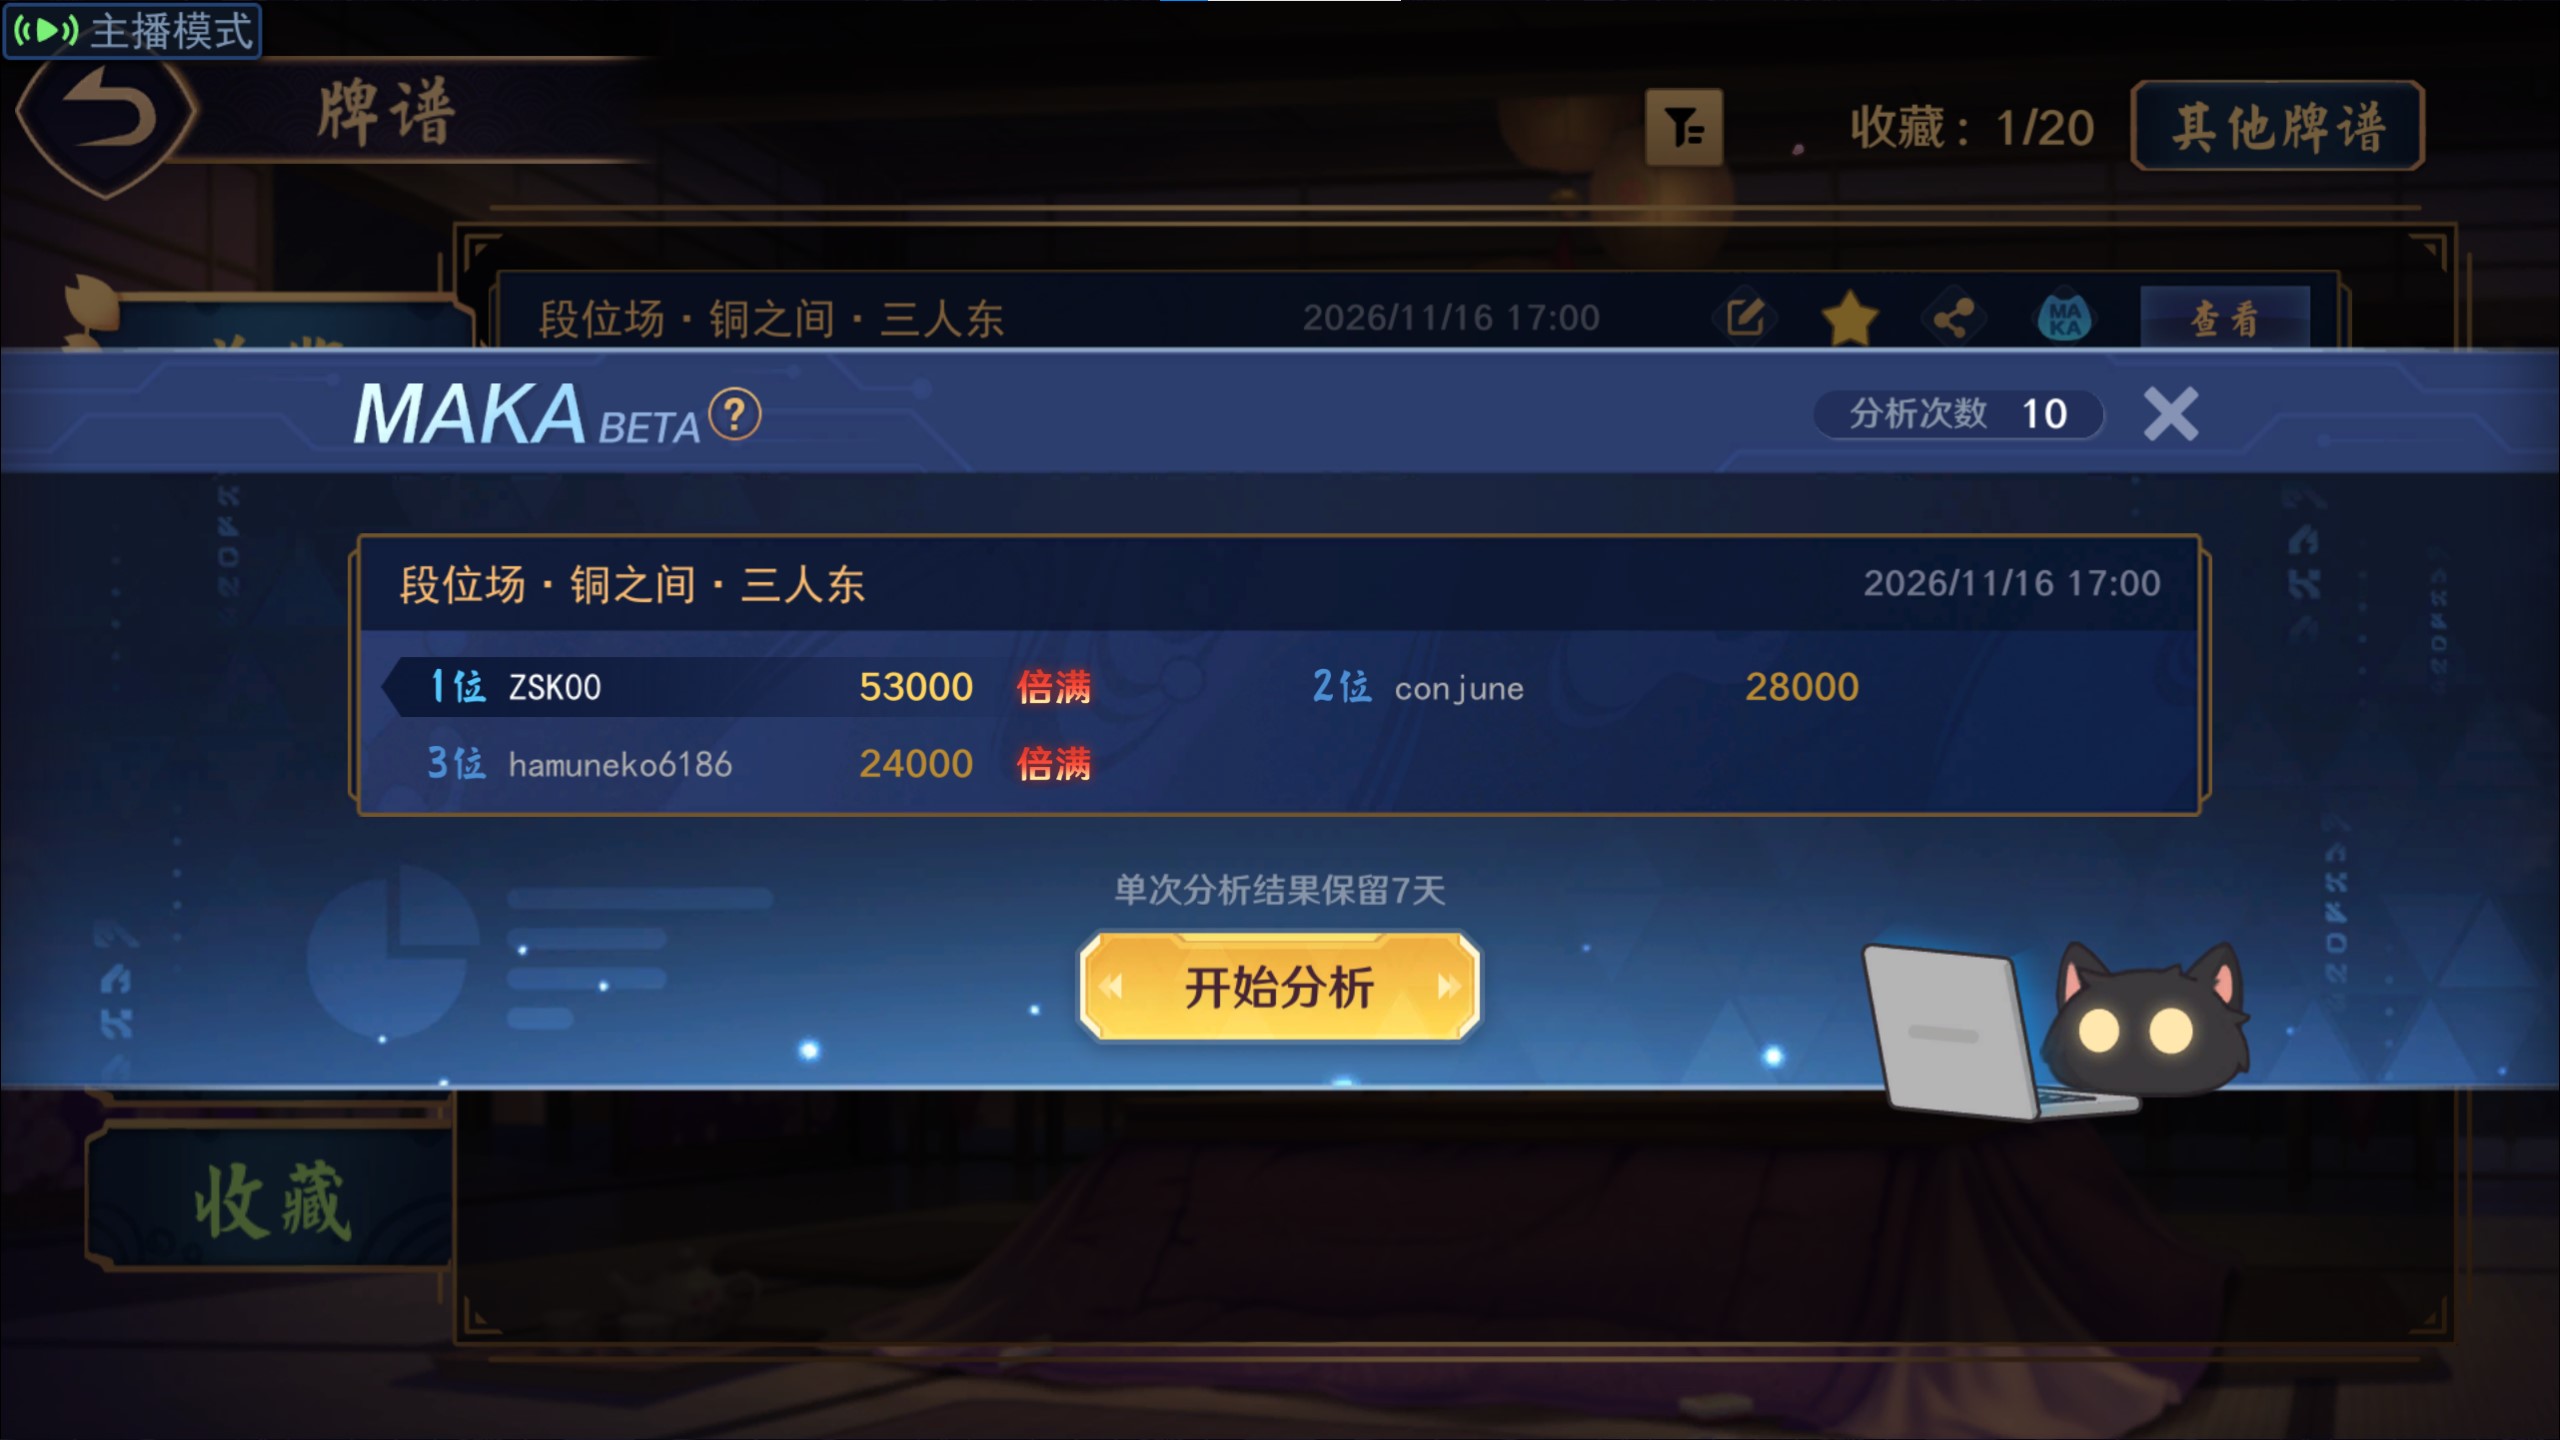 主播模式
牌谱
收藏：1/20
其他牌谱
段位场·铜之间·三人东
2026/11/16 17:00
MAKA
查看
MAKA BETA ?
分析次数 10
段位场·铜之间·三人东
2026/11/16 17:00
1位 ZSK00 53000 倍满
2位 conjune 28000
3位 hamuneko6186 24000 倍满
单次分析结果保留7天
开始分析
收藏